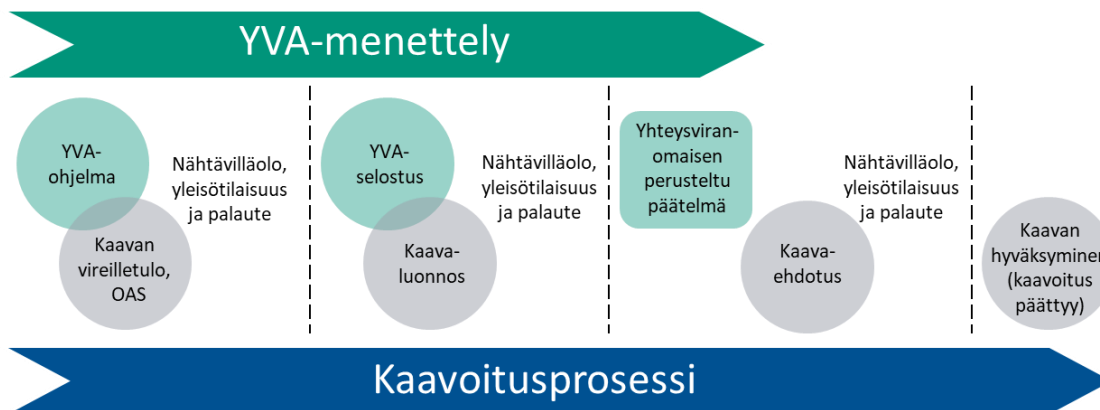 YVA-menettely
YVA-
ohjelma
Kaavan
vireilletulo,
OAS
Nähtävilläolo,
yleisötilaisuus
ja palaute
YVA-
selostus
Kaava-
luonnos
Nähtävilläolo,
yleisötilaisuus
ja palaute
Yhteysviran-
omaisen
perusteltu
päätelmä
Kaava-
ehdotus
Nähtävilläolo,
yleisötilaisuus
ja palaute
Kaavan
hyväksyminen
(kaavoitus
päättyy)
Kaavoitusprosessi